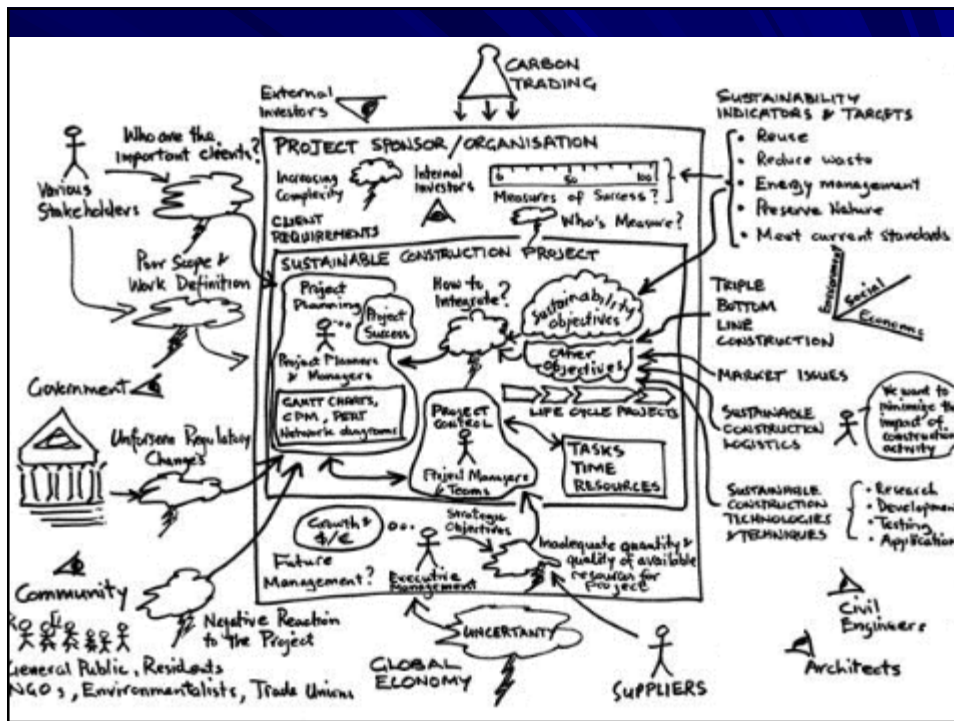 CARBON
TRADING
External
Investors
SUSTAINABILITY
INDICATORS & TARGETS
• Reuse
• Reduce waste
• Energy management
• Preserve Nature
• Meet current standards
Who are the
important clients?
Various
Stakeholders
PROJECT SPONSOR/ORGANISATION
Increasing
Complexity
Internal
Investors
0 50 100
Measures of Success?
Who's Measure?
CLIENT
REQUIREMENTS
Poor Scope &
Work Definition
SUSTAINABLE CONSTRUCTION PROJECT
Project
Planning
Project
Success
Project Planners
& Managers
GANTT CHARTS,
CPM, PERT
Network diagrams
How to
Integrate?
Sustainability
objectives
Other
Objectives
LIFE CYCLE PROJECTS
PROJECT
CONTROL
Project Managers
& Teams
TASKS
TIME
RESOURCES
TRIPLE
BOTTOM
LINE
CONSTRUCTION
Social
Economic
MARKET ISSUES
SUSTAINABLE
CONSTRUCTION
LOGISTICS
We want to
minimize the
impact of
construction
activity
SUSTAINABLE
CONSTRUCTION
TECHNOLOGIES
& TECHNIQUES
• Research
• Development
• Testing
• Application
Government
Unforseen Regulatory
Changes
Growth &
$/€
Future
Management?
Strategic
Objectives
Executive
Management
Inadequate quantity &
quality of available
resources for
Project
Community
Negative Reaction
to the Project
General Public, Residents
NGOs, Environmentalists, Trade Unions
UNCERTAINTY
GLOBAL
ECONOMY
SUPPLIERS
Civil
Engineers
Architects